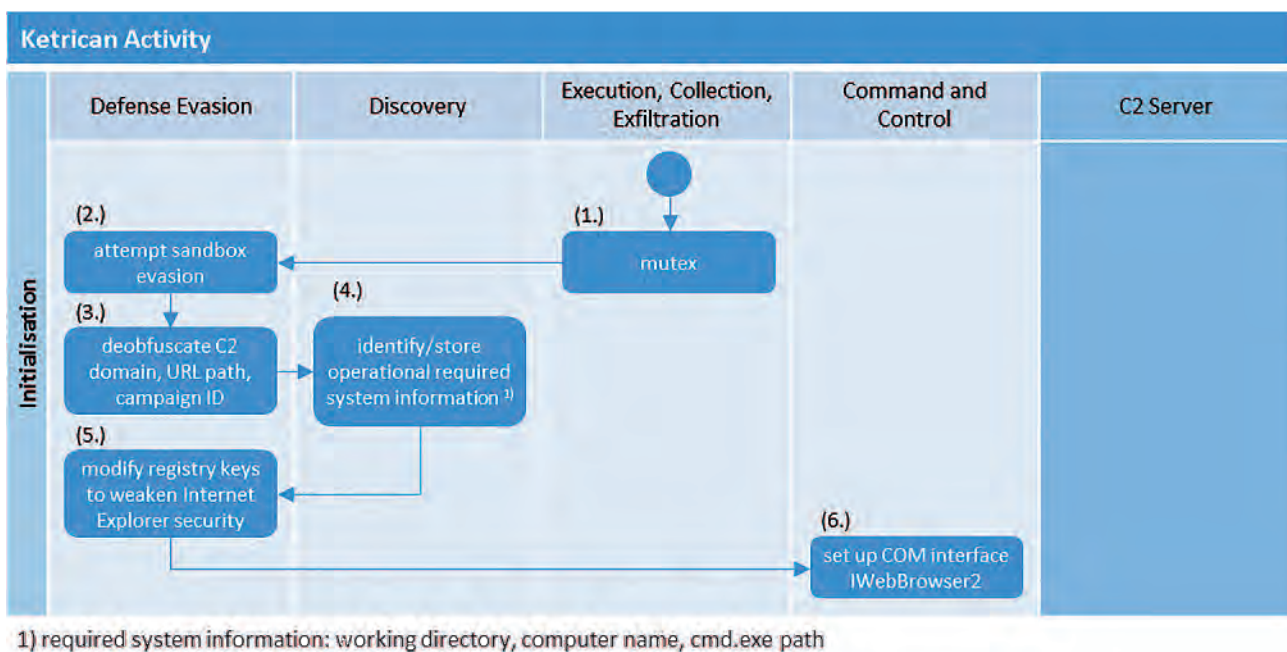 Ketrican Activity
Defense Evasion
Discovery
Execution, Collection,
Exfiltration
Command and
Control
C2 Server
Initialisation
(1.)
mutex
(2.)
attempt sandbox
evasion
(3.)
deobfuscate C2
domain, URL path,
campaign ID
(4.)
identify/store
operational required
system information 1)
(5.)
modify registry keys
to weaken Internet
Explorer security
(6.)
set up COM interface
IWebBrowser2
1) required system information: working directory, computer name, cmd.exe path